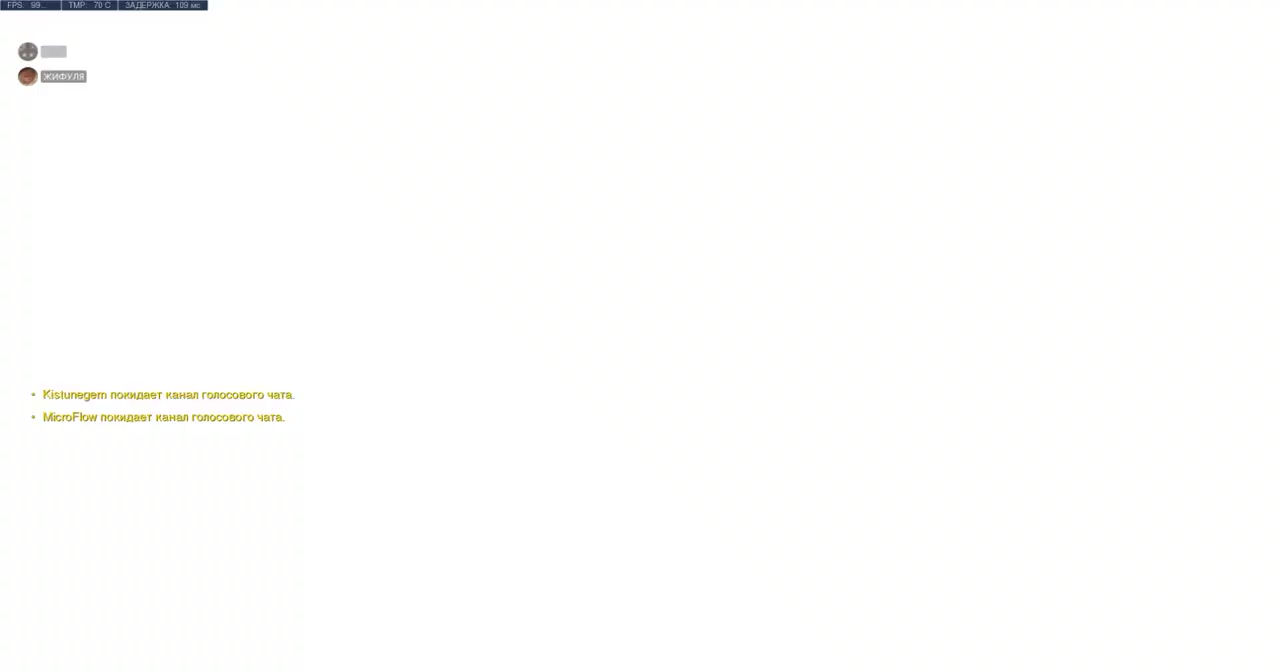 FPS: 99... TMP: 70 C ЗАДЕРЖКА: 109 мс
ЖИФУЛЯ
• Kistunegem покидает канал голосового чата.
• MicroFlow покидает канал голосового чата.